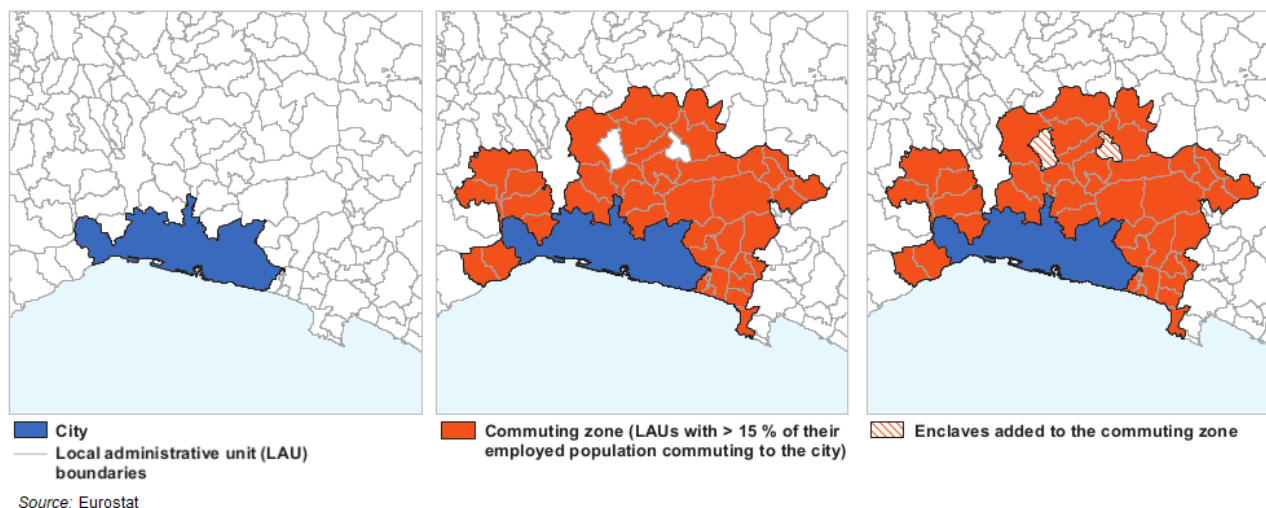 City
Local administrative unit (LAU)
boundaries
Commuting zone (LAUs with > 15 % of their
employed population commuting to the city)
Enclaves added to the commuting zone
Source: Eurostat